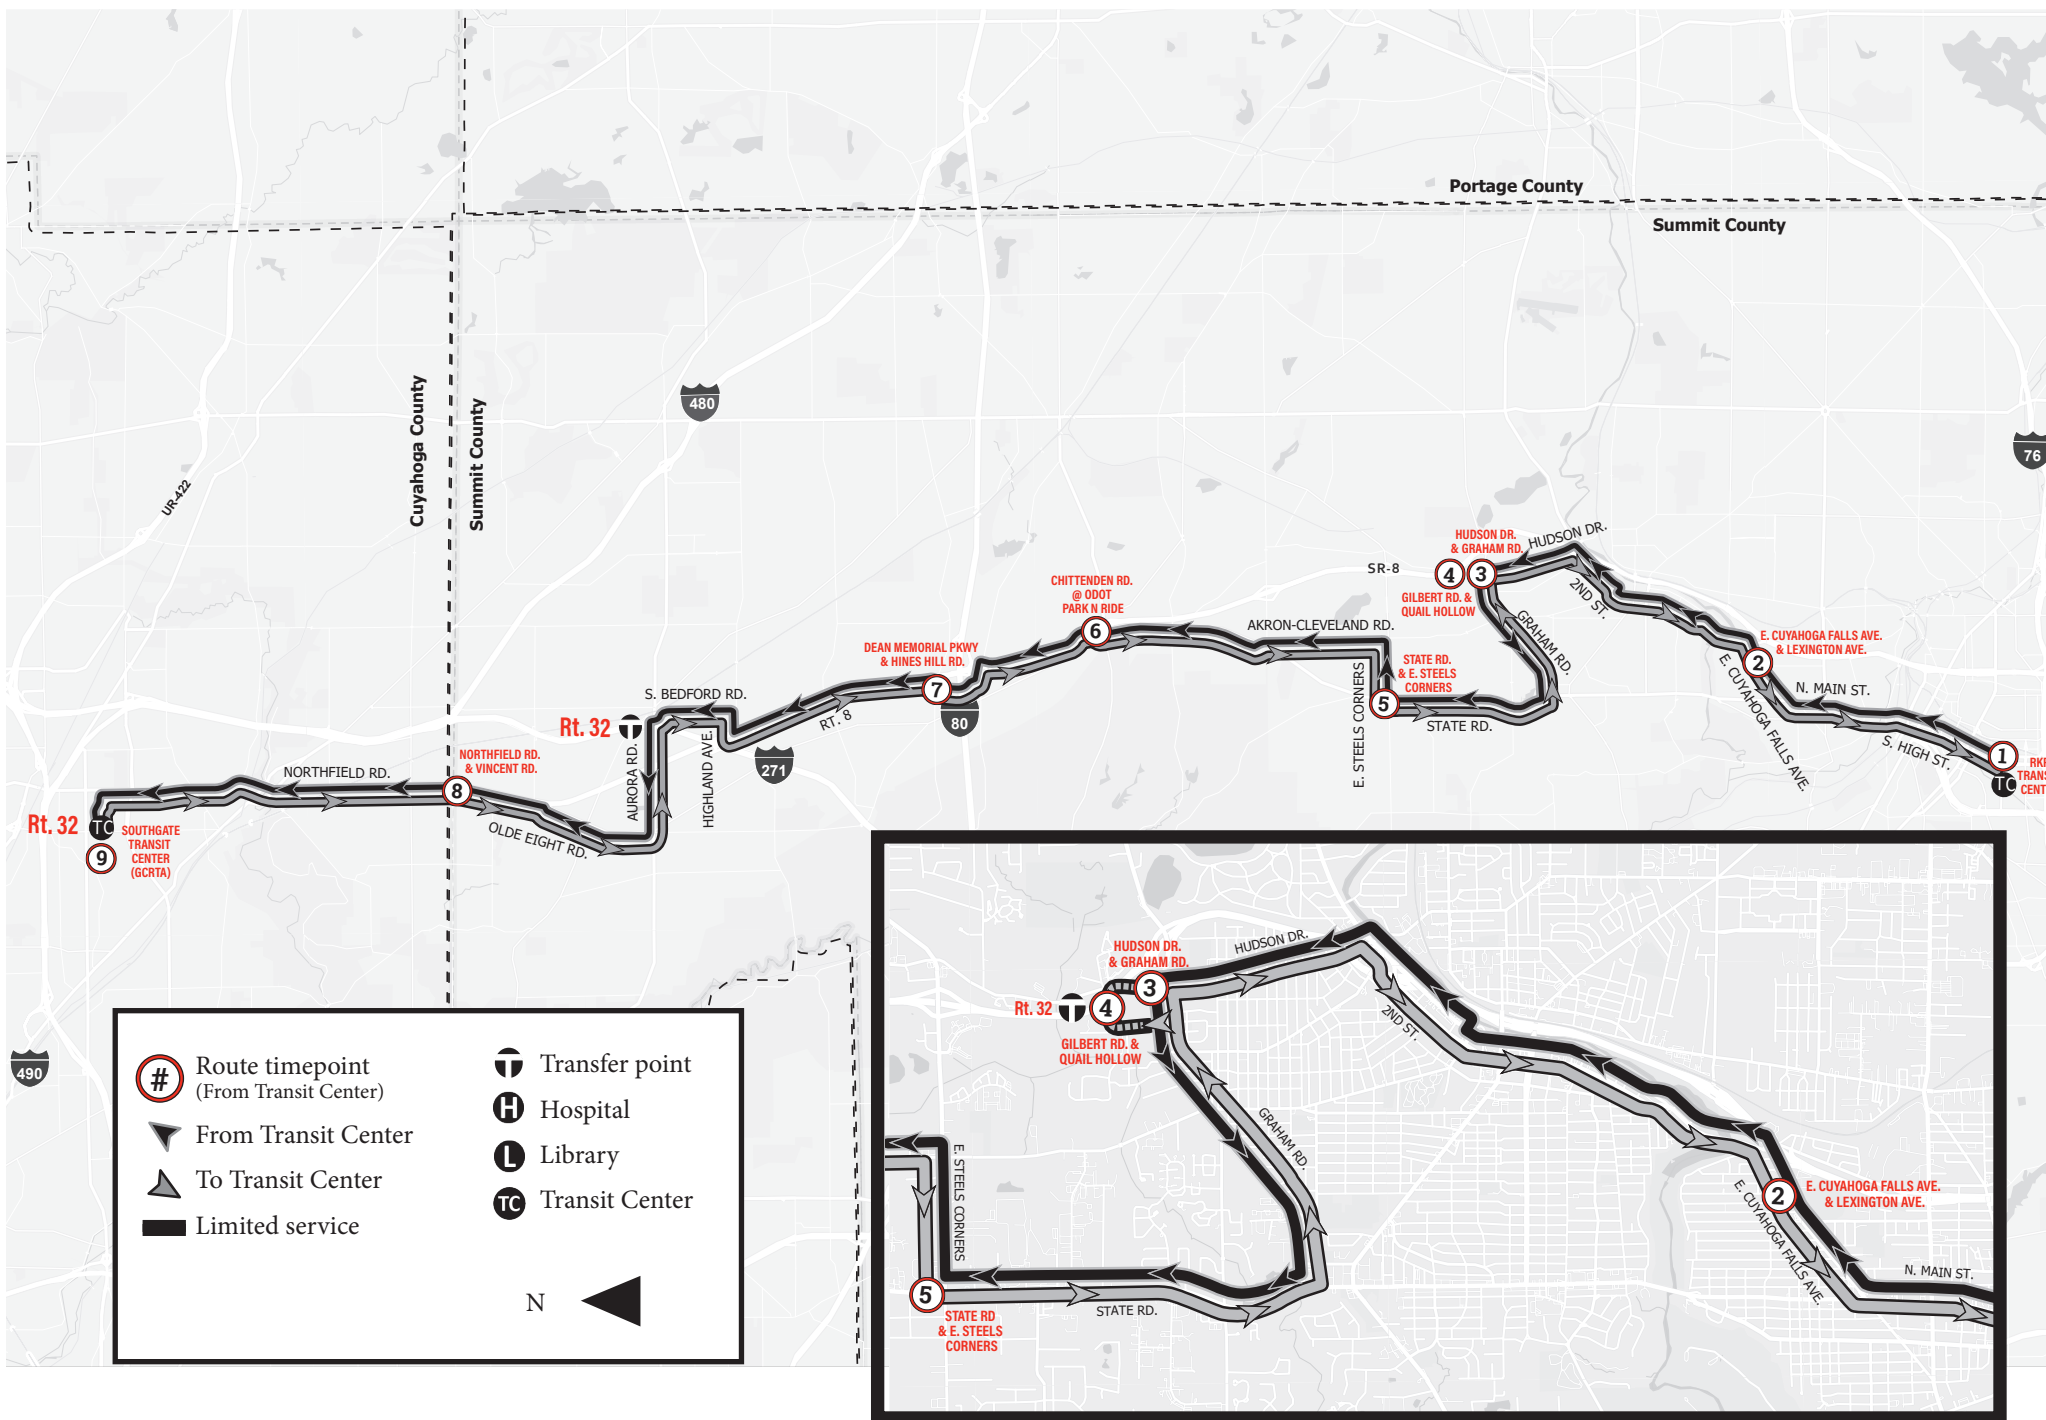 Portage County
Summit County
Cuyahoga County
Summit County
480
76
UR-422
HUDSON DR.
& GRAHAM RD.
HUDSON DR.
SR-8
4
3
GILBERT RD. &
QUAIL HOLLOW
2ND ST.
GRAHAM RD.
CHITTENDEN RD.
@ ODOT
PARK N RIDE
6
AKRON-CLEVELAND RD.
E. CUYAHOGA FALLS AVE.
& LEXINGTON AVE.
2
E. CUYAHOGA FALLS AVE.
N. MAIN ST.
S. HIGH ST.
1
TC
DEAN MEMORIAL PKWY
& HINES HILL RD.
7
80
STATE RD.
& E. STEELS
CORNERS
5
E. STEELS CORNERS
STATE RD.
S. BEDFORD RD.
RT. 8
Rt. 32
T
AURORA RD.
HIGHLAND AVE.
271
NORTHFIELD RD.
& VINCENT RD.
NORTHFIELD RD.
8
OLDE EIGHT RD.
Rt. 32
TC
9
SOUTHGATE
TRANSIT
CENTER
(GCRTA)
490
# Route timepoint
(From Transit Center)
From Transit Center
To Transit Center
Limited service
T Transfer point
H Hospital
L Library
TC Transit Center
N
HUDSON DR.
& GRAHAM RD.
HUDSON DR.
3
Rt. 32
T
4
GILBERT RD. &
QUAIL HOLLOW
2ND ST.
GRAHAM RD.
E. STEELS CORNERS
2
E. CUYAHOGA FALLS AVE.
& LEXINGTON AVE.
E. CUYAHOGA FALLS AVE.
N. MAIN ST.
5
STATE RD
& E. STEELS
CORNERS
STATE RD.